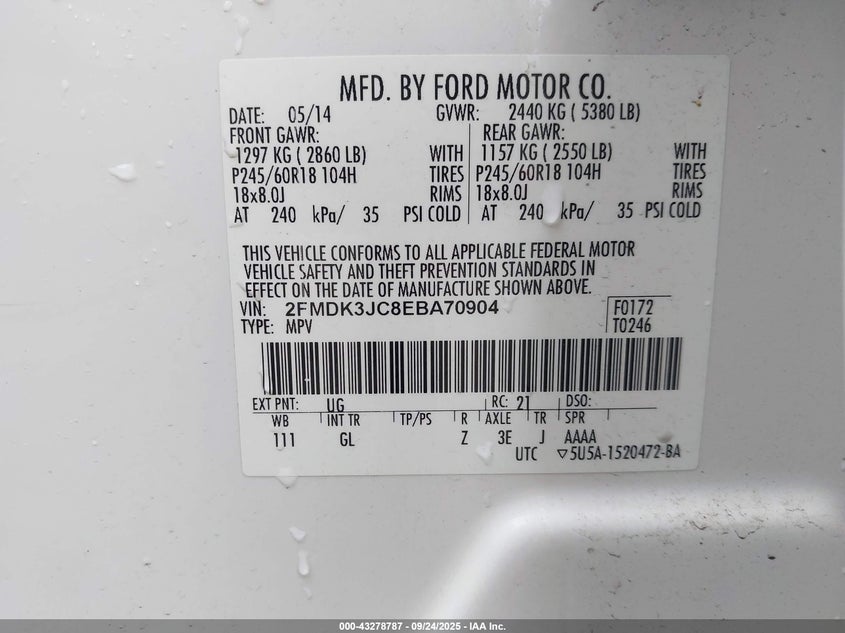 MFD. BY FORD MOTOR CO.
DATE: 05/14 GVWR: 2440 KG ( 5380 LB)
FRONT GAWR: REAR GAWR:
1297 KG ( 2860 LB) WITH 1157 KG ( 2550 LB) WITH
P245/60R18 104H TIRES P245/60R18 104H TIRES
18x8.0J RIMS 18x8.0J RIMS
AT 240 kPa/ 35 PSI COLD AT 240 kPa/ 35 PSI COLD
THIS VEHICLE CONFORMS TO ALL APPLICABLE FEDERAL MOTOR
VEHICLE SAFETY AND THEFT PREVENTION STANDARDS IN
EFFECT ON THE DATE OF MANUFACTURE SHOWN ABOVE.
VIN: 2FMDK3JC8EBA70904 F0172
TYPE: MPV T0246
EXT PNT: UG RC: 21 DSO:
WB INT TR TP/PS R AXLE TR SPR
111 GL Z 3E J AAAA
UTC ▽5U5A-1520472-BA
000-43278787 - 09/24/2025 - IAA Inc.